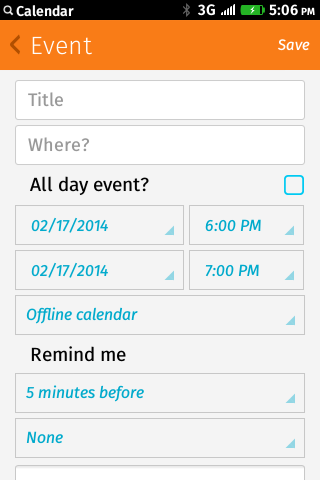 Calendar 3G 5:06 PM
Event Save
Title
Where?
All day event?
02/17/2014 6:00 PM
02/17/2014 7:00 PM
Offline calendar
Remind me
5 minutes before
None